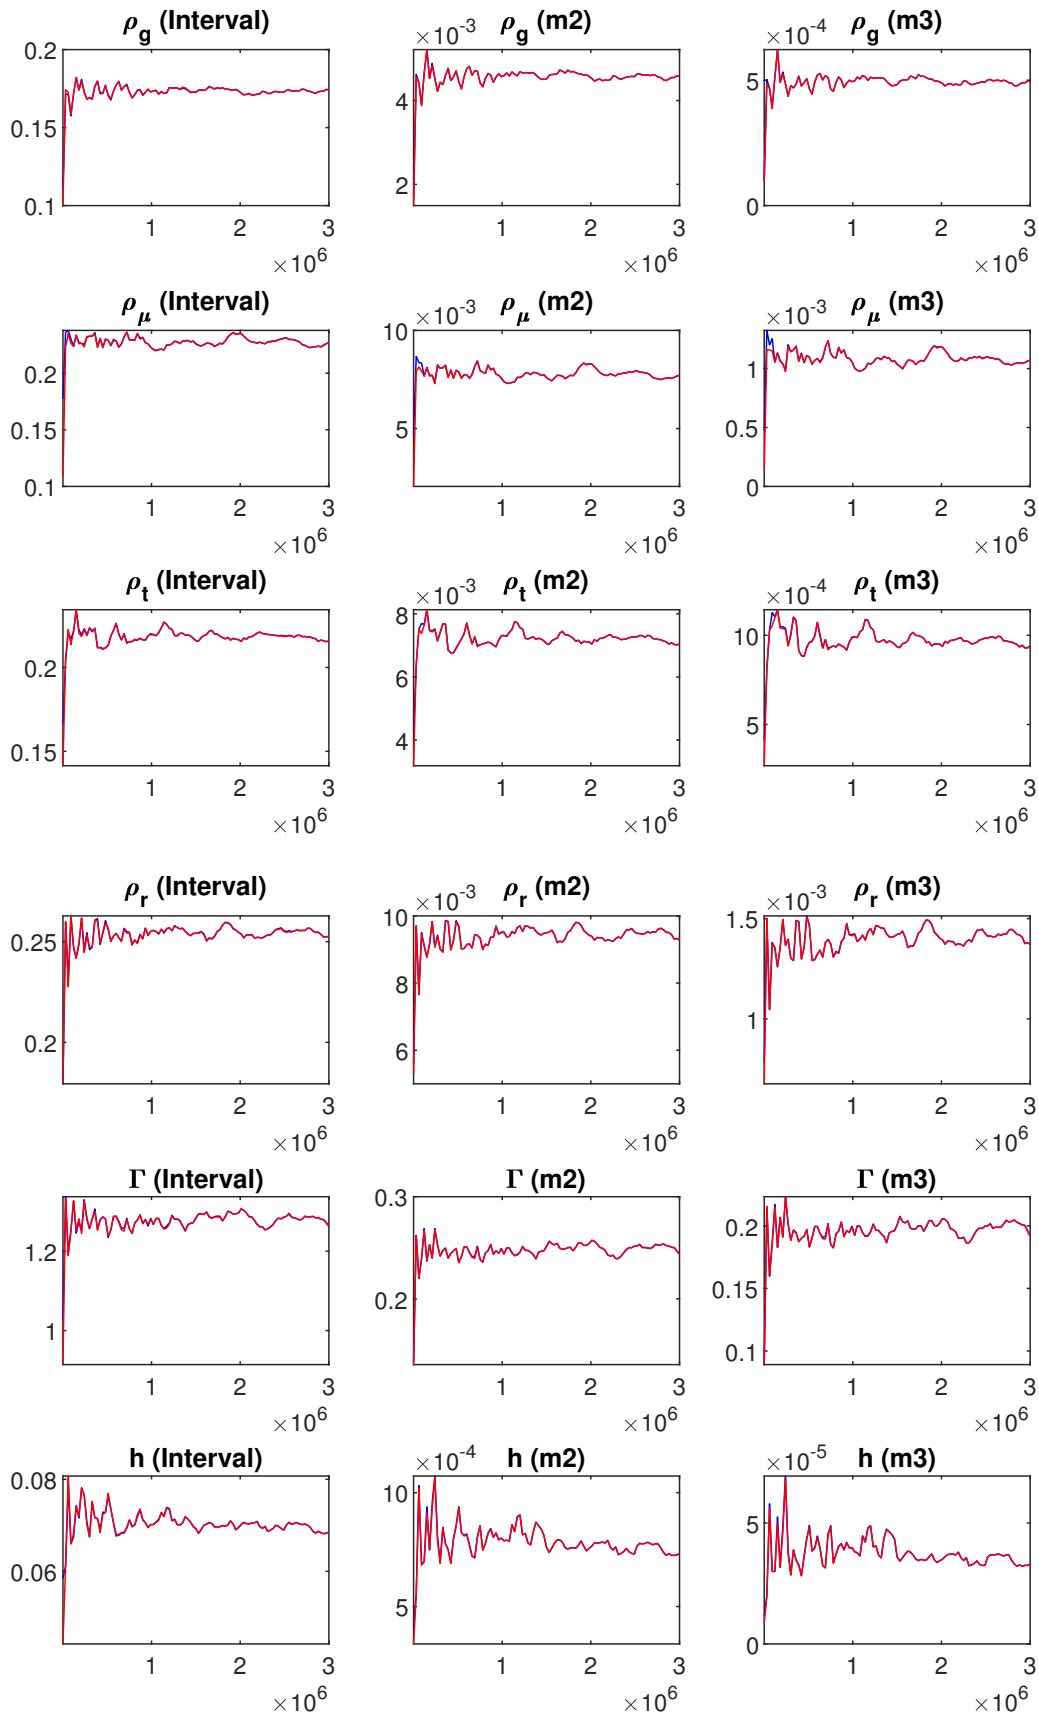 ρg (Interval)
0.2
0.15
0.1
1 2 3
×10^6
ρg (m2)
×10^-3
4
2
1 2 3
×10^6
ρg (m3)
×10^-4
5
0
1 2 3
×10^6
ρμ (Interval)
0.2
0.15
0.1
1 2 3
×10^6
ρμ (m2)
×10^-3
10
5
1 2 3
×10^6
ρμ (m3)
×10^-3
1
0.5
0
1 2 3
×10^6
ρt (Interval)
0.2
0.15
1 2 3
×10^6
ρt (m2)
×10^-3
8
6
4
1 2 3
×10^6
ρt (m3)
×10^-4
10
5
1 2 3
×10^6
ρr (Interval)
0.25
0.2
1 2 3
×10^6
ρr (m2)
×10^-3
10
8
6
1 2 3
×10^6
ρr (m3)
×10^-3
1.5
1
1 2 3
×10^6
Γ (Interval)
1.2
1
1 2 3
×10^6
Γ (m2)
0.3
0.2
1 2 3
×10^6
Γ (m3)
0.2
0.15
0.1
1 2 3
×10^6
h (Interval)
0.08
0.06
1 2 3
×10^6
h (m2)
×10^-4
10
5
1 2 3
×10^6
h (m3)
×10^-5
5
0
1 2 3
×10^6